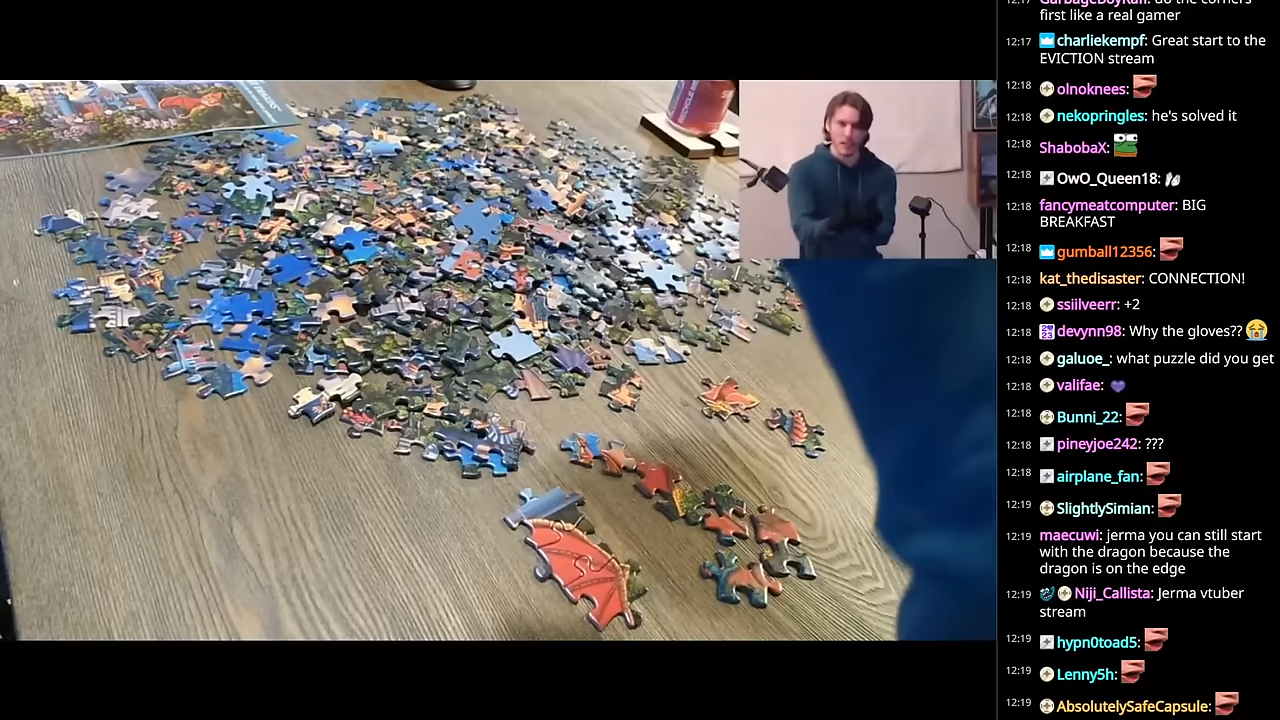 12:17 GarbageBoyKall: do the corners
first like a real gamer
12:18 charliekempf: Great start to the
EVICTION stream
12:18 olnoknees:
12:18 nekopringles: he's solved it
12:18 ShabobaX:
12:18 OwO_Queen18:
12:18 fancymeatcomputer: BIG
BREAKFAST
12:18 gumball12356:
12:18 kat_thedisaster: CONNECTION!
12:18 ssiilveerr: +2
12:18 devynn98: Why the gloves??
12:18 galuoe_: what puzzle did you get
12:18 valifae:
12:18 Bunni_22:
12:18 pineyjoe242: ???
12:18 airplane_fan:
12:19 SlightlySimian:
12:19 maecuwi: jerma you can still start
with the dragon because the
dragon is on the edge
12:19 Niji_Callista: Jerma vtuber
stream
12:19 hypn0toad5:
12:19 Lenny5h:
12:19 AbsolutelySafeCapsule: